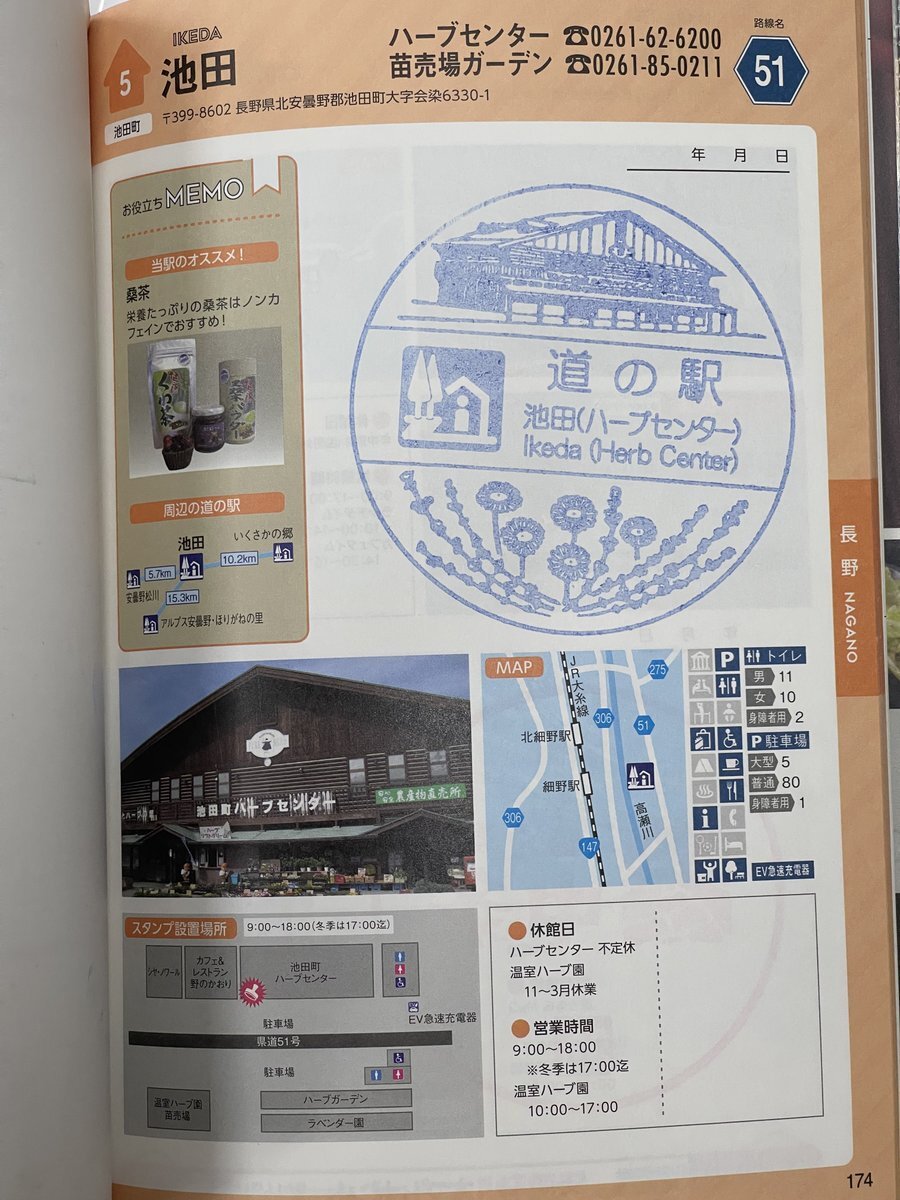 5
池田町
IKEDA
池田
ハーブセンター ☎0261-62-6200
苗売場ガーデン ☎0261-85-0211
〒399-8602 長野県北安曇野郡池田町大字会染6330-1
路線名
51
年 月 日
お役立ちMEMO
当駅のオススメ!
桑茶
栄養たっぷりの桑茶はノンカ
フェインでおすすめ!
くわ茶
周辺の道の駅
池田
いくさかの郷
5.7km
10.2km
安曇野松川
15.3km
アルプス安曇野・ほりがねの里
道の駅
池田(ハーブセンター)
Ikeda (Herb Center)
長野 NAGANO
池田町ハーブセンター
農産物直売所
MAP
JR大糸線
275
306
51
北細野駅
細野駅
306
高瀬川
147
P
トイレ
男 11
女 10
身障者用 2
P 駐車場
大型 5
普通 80
身障者用 1
EV急速充電器
スタンプ設置場所
9:00〜18:00(冬季は17:00迄)
シヤ・ノワール
カフェ&
レストラン
野のかおり
池田町
ハーブセンター
EV急速充電器
駐車場
県道51号
駐車場
温室ハーブ園
苗売場
ハーブガーデン
ラベンダー園
休館日
ハーブセンター 不定休
温室ハーブ園
11〜3月休業
営業時間
9:00〜18:00
※冬季は17:00迄
温室ハーブ園
10:00〜17:00
174